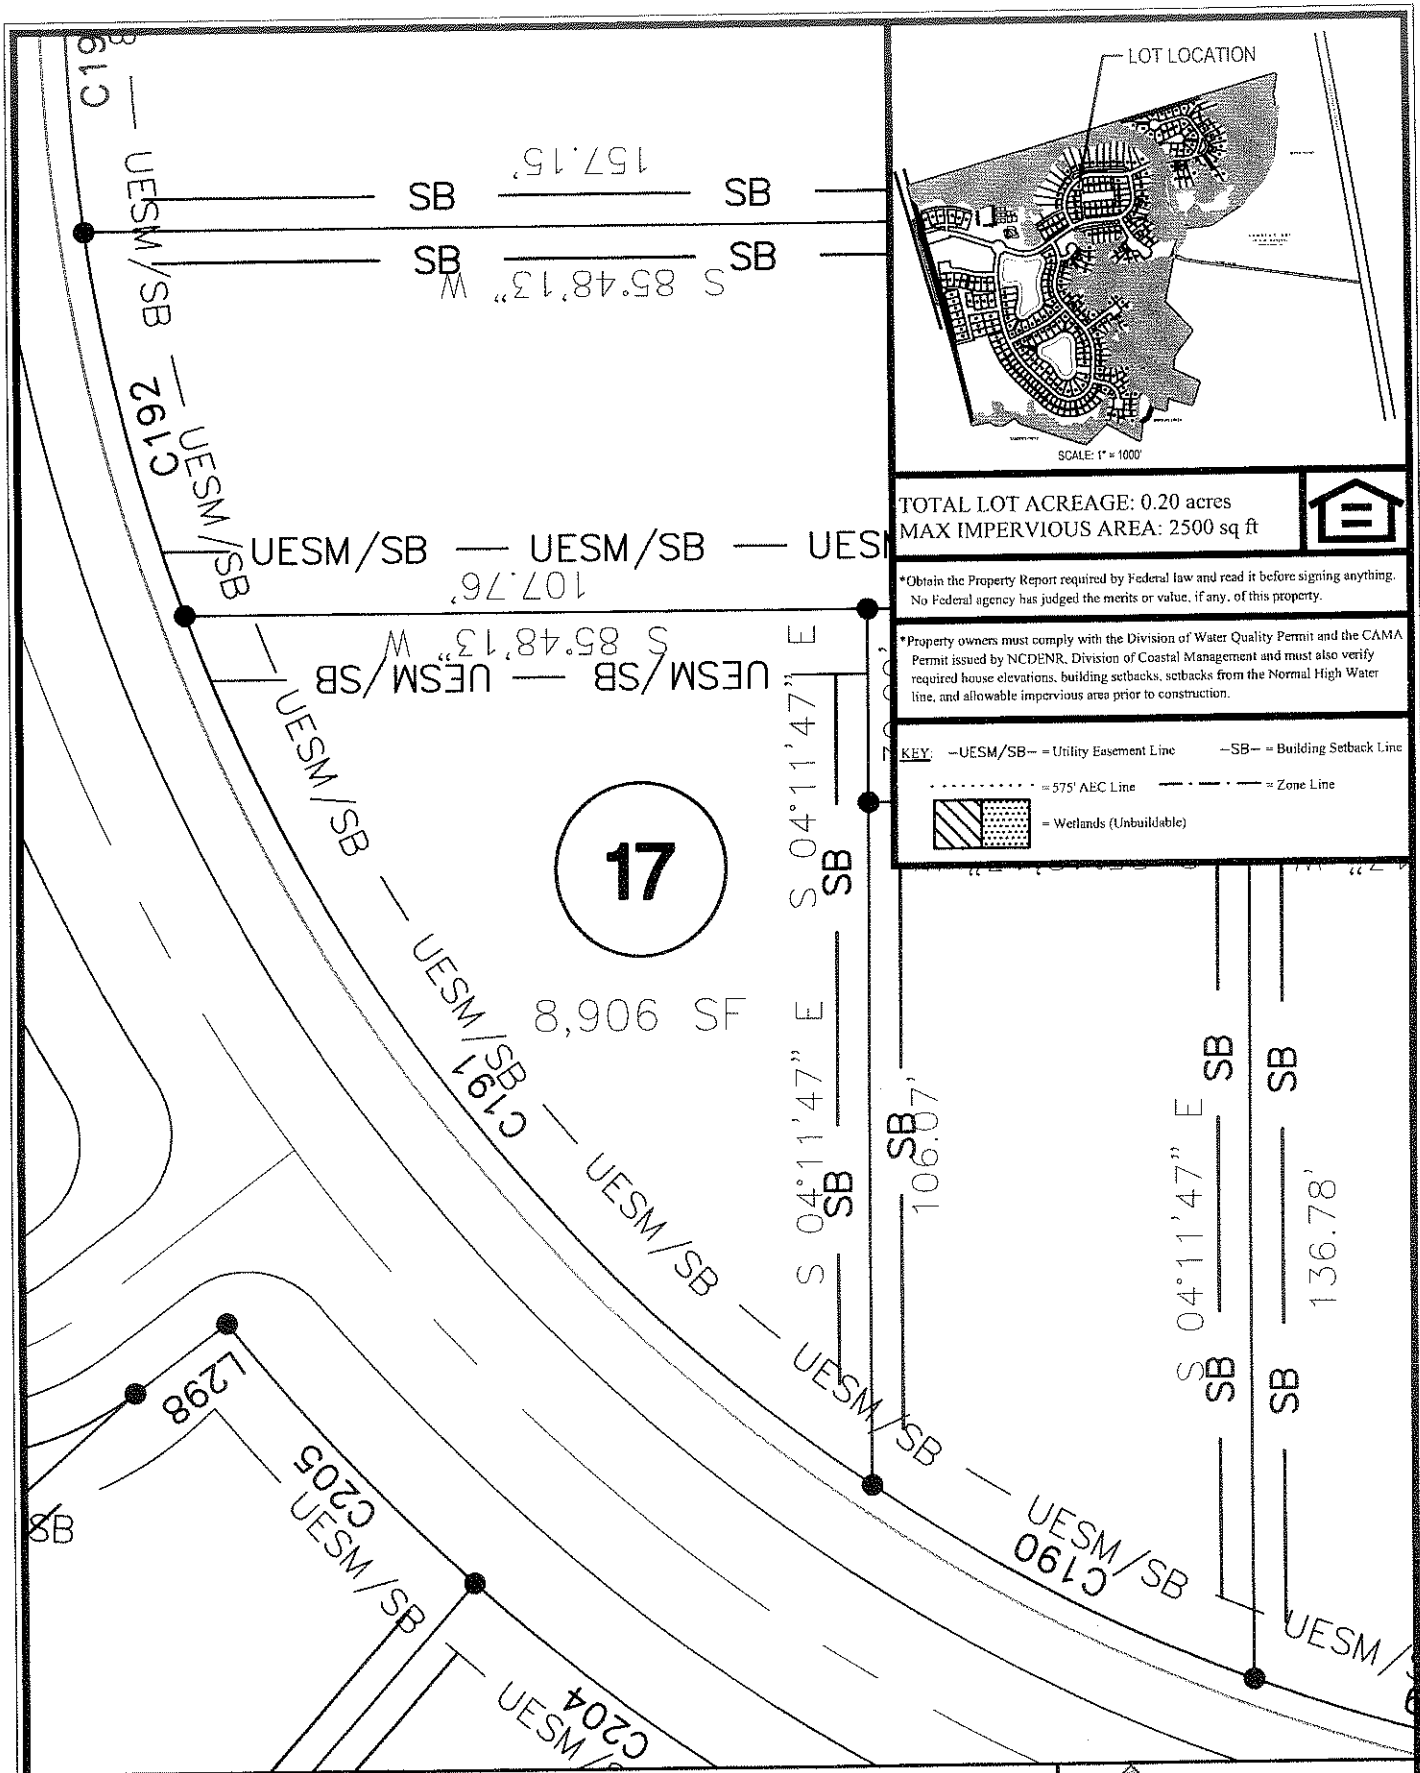 LOT LOCATION
SCALE: 1" = 1000'
TOTAL LOT ACREAGE: 0.20 acres
MAX IMPERVIOUS AREA: 2500 sq ft
*Obtain the Property Report required by Federal law and read it before signing anything.
No Federal agency has judged the merits or value, if any, of this property.
*Property owners must comply with the Division of Water Quality Permit and the CAMA
Permit issued by NCDENR, Division of Coastal Management and must also verify
required house elevations, building setbacks, setbacks from the Normal High Water
line, and allowable impervious area prior to construction.
KEY: -UESM/SB- = Utility Easement Line -SB- = Building Setback Line
= 575' AEC Line = Zone Line
= Wetlands (Unbuildable)
C19
UESM/SB
157.15'
SB SB
SB SB
S 85°48'13" W
C192
UESM/SB
UESM/SB UESM/SB UESM
107.76'
S 85°48'13" W
UESM/SB UESM/SB
UESM/SB
S 04°11'47" E
17
SB
8,906 SF
UESM/SB
C191
S 04°11'47" E
SB
SB
106.07'
SB SB
S 04°11'47" E
136.78'
SB SB
UESM/SB
UESM/SB
L298
C205
UESM/SB
SB
UESM/SB
C190
UESM/
C204
UESM/S